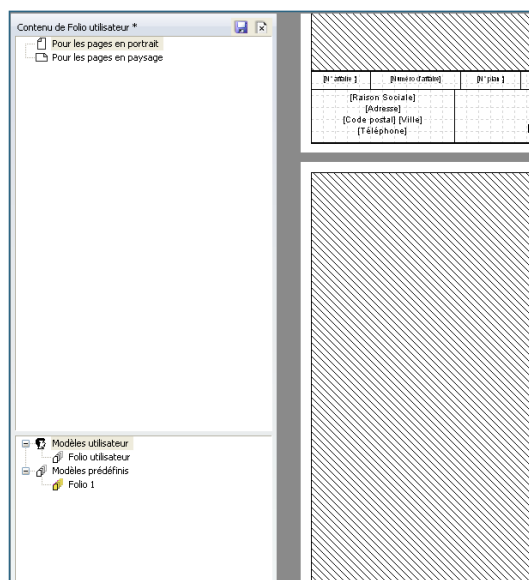 Contenu de Folio utilisateur *
Pour les pages en portrait
Pour les pages en paysage
Modèles utilisateur
Folio utilisateur
Modèles prédéfinis
Folio 1
[N° affaire ] [Numéro d'affaire] [N° plan ]
[Raison Sociale]
[Adresse]
[Code postal] [Ville]
[Téléphone]